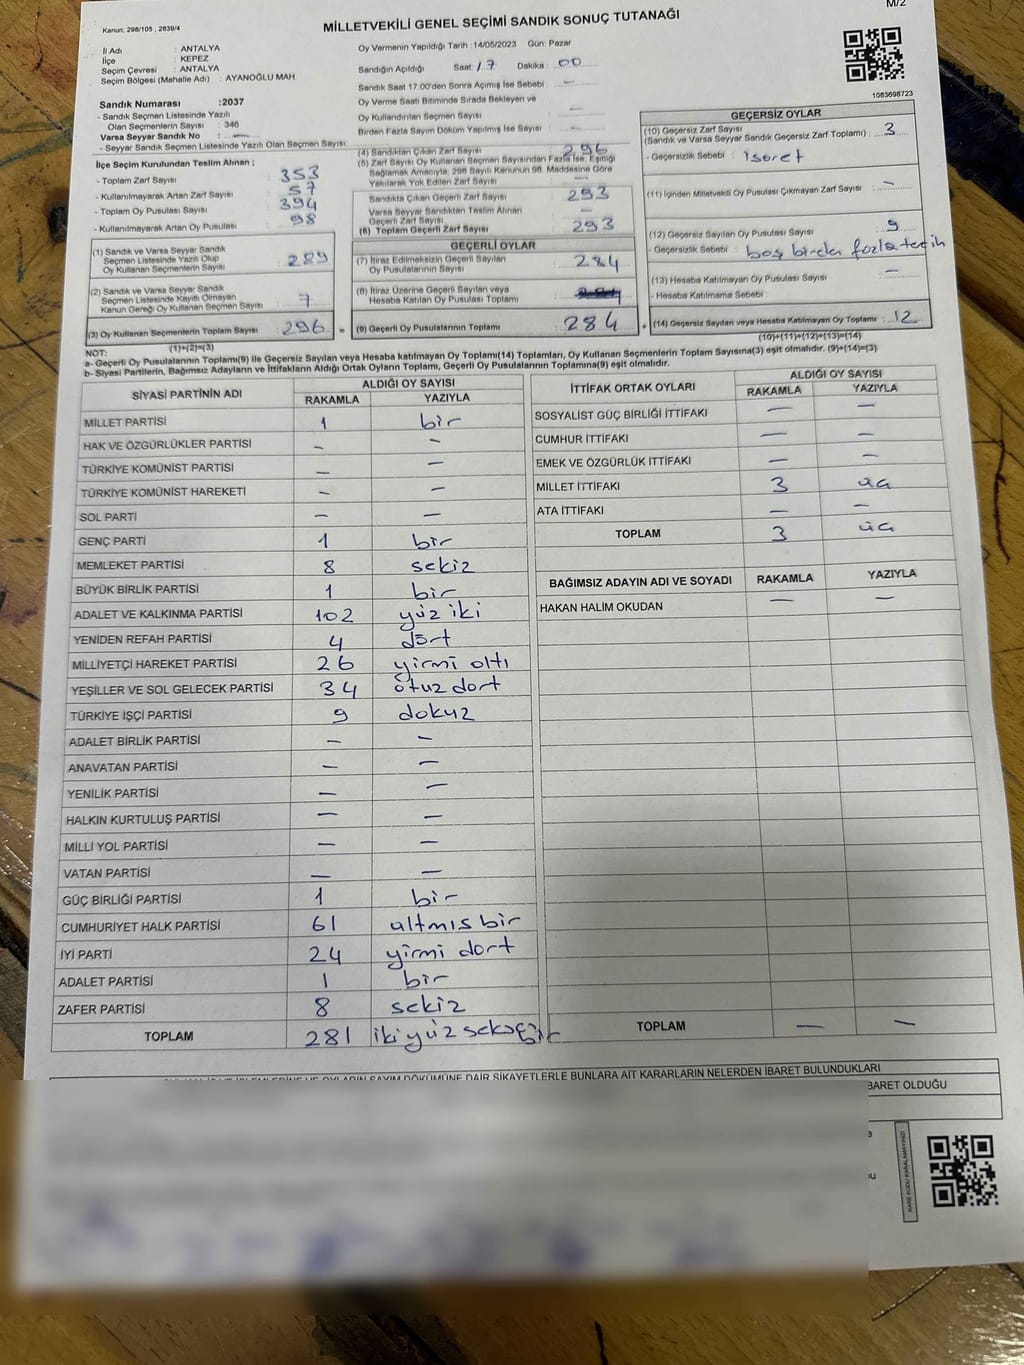 M/2
Kanun: 298/105 , 2839/4
MİLLETVEKİLİ GENEL SEÇİMİ SANDIK SONUÇ TUTANAĞI
İl Adı : ANTALYA
İlçe : KEPEZ
Seçim Çevresi : ANTALYA
Seçim Bölgesi (Mahalle Adı) : AYANOĞLU MAH.
Oy Vermenin Yapıldığı Tarih :14/05/2023 Gün: Pazar
Sandığın Açıldığı Saat: 17 Dakika : 00
Sandık Saat 17:00'den Sonra Açımış İse Sebebi : —
Oy Verme Saati Bitiminde Sırada Bekleyen ve
Oy Kullandırılan Seçmen Sayısı : —
Birden Fazla Sayım Döküm Yapılmış İse Sayısı : —
1083698723
Sandık Numarası :2037
- Sandık Seçmen Listesinde Yazılı
Olan Seçmenlerin Sayısı : 346
Varsa Seyyar Sandık No : —
- Seyyar Sandık Seçmen Listesinde Yazılı Olan Seçmen Sayısı
İlçe Seçim Kurulundan Teslim Alınan ;
- Toplam Zarf Sayısı : 353
- Kullanılmayarak Artan Zarf Sayısı : 57
- Toplam Oy Pusulası Sayısı : 394
- Kullanılmayarak Artan Oy Pusulası : 98
(1) Sandık ve Varsa Seyyar Sandık
Seçmen Listesinde Yazılı Olup
Oy Kullanan Seçmenlerin Sayısı : 289
(2) Sandık ve Varsa Seyyar Sandık
Seçmen Listesinde Kayıtlı Olmayan
Kanun Gereği Oy Kullanan Seçmen Sayısı : 7
(3) Oy Kullanan Seçmenlerin Toplam Sayısı : 296 =
(1)+(2)=(3)
(4) Sandıktan Çıkan Zarf Sayısı : 296
(5) Zarf Sayısı Oy Kullanan Seçmen Sayısından Fazla İse, Eşitliği
Sağlamak Amacıyla; 298 Sayılı Kanunun 98. Maddesine Göre
Yakılarak Yok Edilen Zarf Sayısı : —
Sandıkta Çıkan Geçerli Zarf Sayısı : 293
Varsa Seyyar Sandıktan Teslim Alınan
Geçerli Zarf Sayısı : —
(6) Toplam Geçerli Zarf Sayısı : 293
GEÇERLİ OYLAR
(7) İtiraz Edilmeksizin Geçerli Sayılan
Oy Pusulalarının Sayısı : 284
(8) İtiraz Üzerine Geçerli Sayılan veya
Hesaba Katılan Oy Pusulası Toplamı :
(9) Geçerli Oy Pusulalarının Toplamı : 284 +
GEÇERSİZ OYLAR
(10) Geçersiz Zarf Sayısı
(Sandık ve Varsa Seyyar Sandık Geçersiz Zarf Toplamı) : 3
- Geçersizlik Sebebi : işaret
(11) İçinden Milletvekili Oy Pusulası Çıkmayan Zarf Sayısı : —
(12) Geçersiz Sayılan Oy Pusulası Sayısı : 9
- Geçersizlik Sebebi : boş birda fazla tercih
(13) Hesaba Katılmayan Oy Pusulası Sayısı : —
- Hesaba Katılmama Sebebi :
(14) Geçersiz Sayılan veya Hesaba Katılmayan Oy Toplamı : 12
(10)+(11)+(12)+(13)=(14)
NOT:
a- Geçerli Oy Pusulalarının Toplamı(9) ile Geçersiz Sayılan veya Hesaba katılmayan Oy Toplamı(14) Toplamları, Oy Kullanan Seçmenlerin Toplam Sayısına(3) eşit olmalıdır. (9)+(14)=(3)
b- Siyasi Partilerin, Bağımsız Adayların ve İttifakların Aldığı Ortak Oyların Toplamı, Geçerli Oy Pusulalarının Toplamına(9) eşit olmalıdır.
SİYASİ PARTİNİN ADI ALDIĞI OY SAYISI
RAKAMLA YAZIYLA
MİLLET PARTİSİ 1 bir
HAK VE ÖZGÜRLÜKLER PARTİSİ — —
TÜRKİYE KOMÜNİST PARTİSİ — —
TÜRKİYE KOMÜNİST HAREKETİ — —
SOL PARTİ — —
GENÇ PARTİ 1 bir
MEMLEKET PARTİSİ 8 sekiz
BÜYÜK BİRLİK PARTİSİ 1 bir
ADALET VE KALKINMA PARTİSİ 102 yüz iki
YENİDEN REFAH PARTİSİ 4 dört
MİLLİYETÇİ HAREKET PARTİSİ 26 yirmi altı
YEŞİLLER VE SOL GELECEK PARTİSİ 34 otuz dort
TÜRKİYE İŞÇİ PARTİSİ 9 dokuz
ADALET BİRLİK PARTİSİ — —
ANAVATAN PARTİSİ — —
YENİLİK PARTİSİ — —
HALKIN KURTULUŞ PARTİSİ — —
MİLLİ YOL PARTİSİ — —
VATAN PARTİSİ — —
GÜÇ BİRLİĞİ PARTİSİ 1 bir
CUMHURİYET HALK PARTİSİ 61 altmıs bir
İYİ PARTİ 24 yirmi dort
ADALET PARTİSİ 1 bir
ZAFER PARTİSİ 8 sekiz
TOPLAM 281 ikiyüz seksebir
İTTİFAK ORTAK OYLARI ALDIĞI OY SAYISI
RAKAMLA YAZIYLA
SOSYALİST GÜÇ BİRLİĞİ İTTİFAKI — —
CUMHUR İTTİFAKI — —
EMEK VE ÖZGÜRLÜK İTTİFAKI — —
MİLLET İTTİFAKI 3 üç
ATA İTTİFAKI — —
TOPLAM 3 üç
BAĞIMSIZ ADAYIN ADI VE SOYADI RAKAMLA YAZIYLA
HAKAN HALİM OKUDAN — —
TOPLAM — —
DAİR ŞİKAYETLERLE BUNLARA AİT KARARLARIN NELERDEN İBARET BULUNDUKLARI
BARET OLDUĞU
KARE KODU KARALAMAYINIZ!